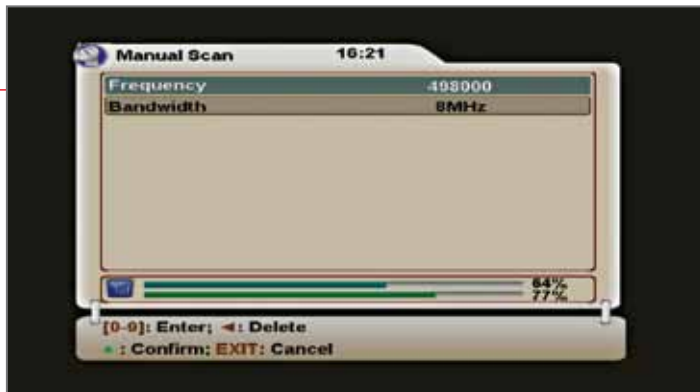 Manual Scan 16:21
Frequency 498000
Bandwidth 8MHz
64%
77%
[0-9]: Enter; ◄: Delete
● : Confirm; EXIT: Cancel